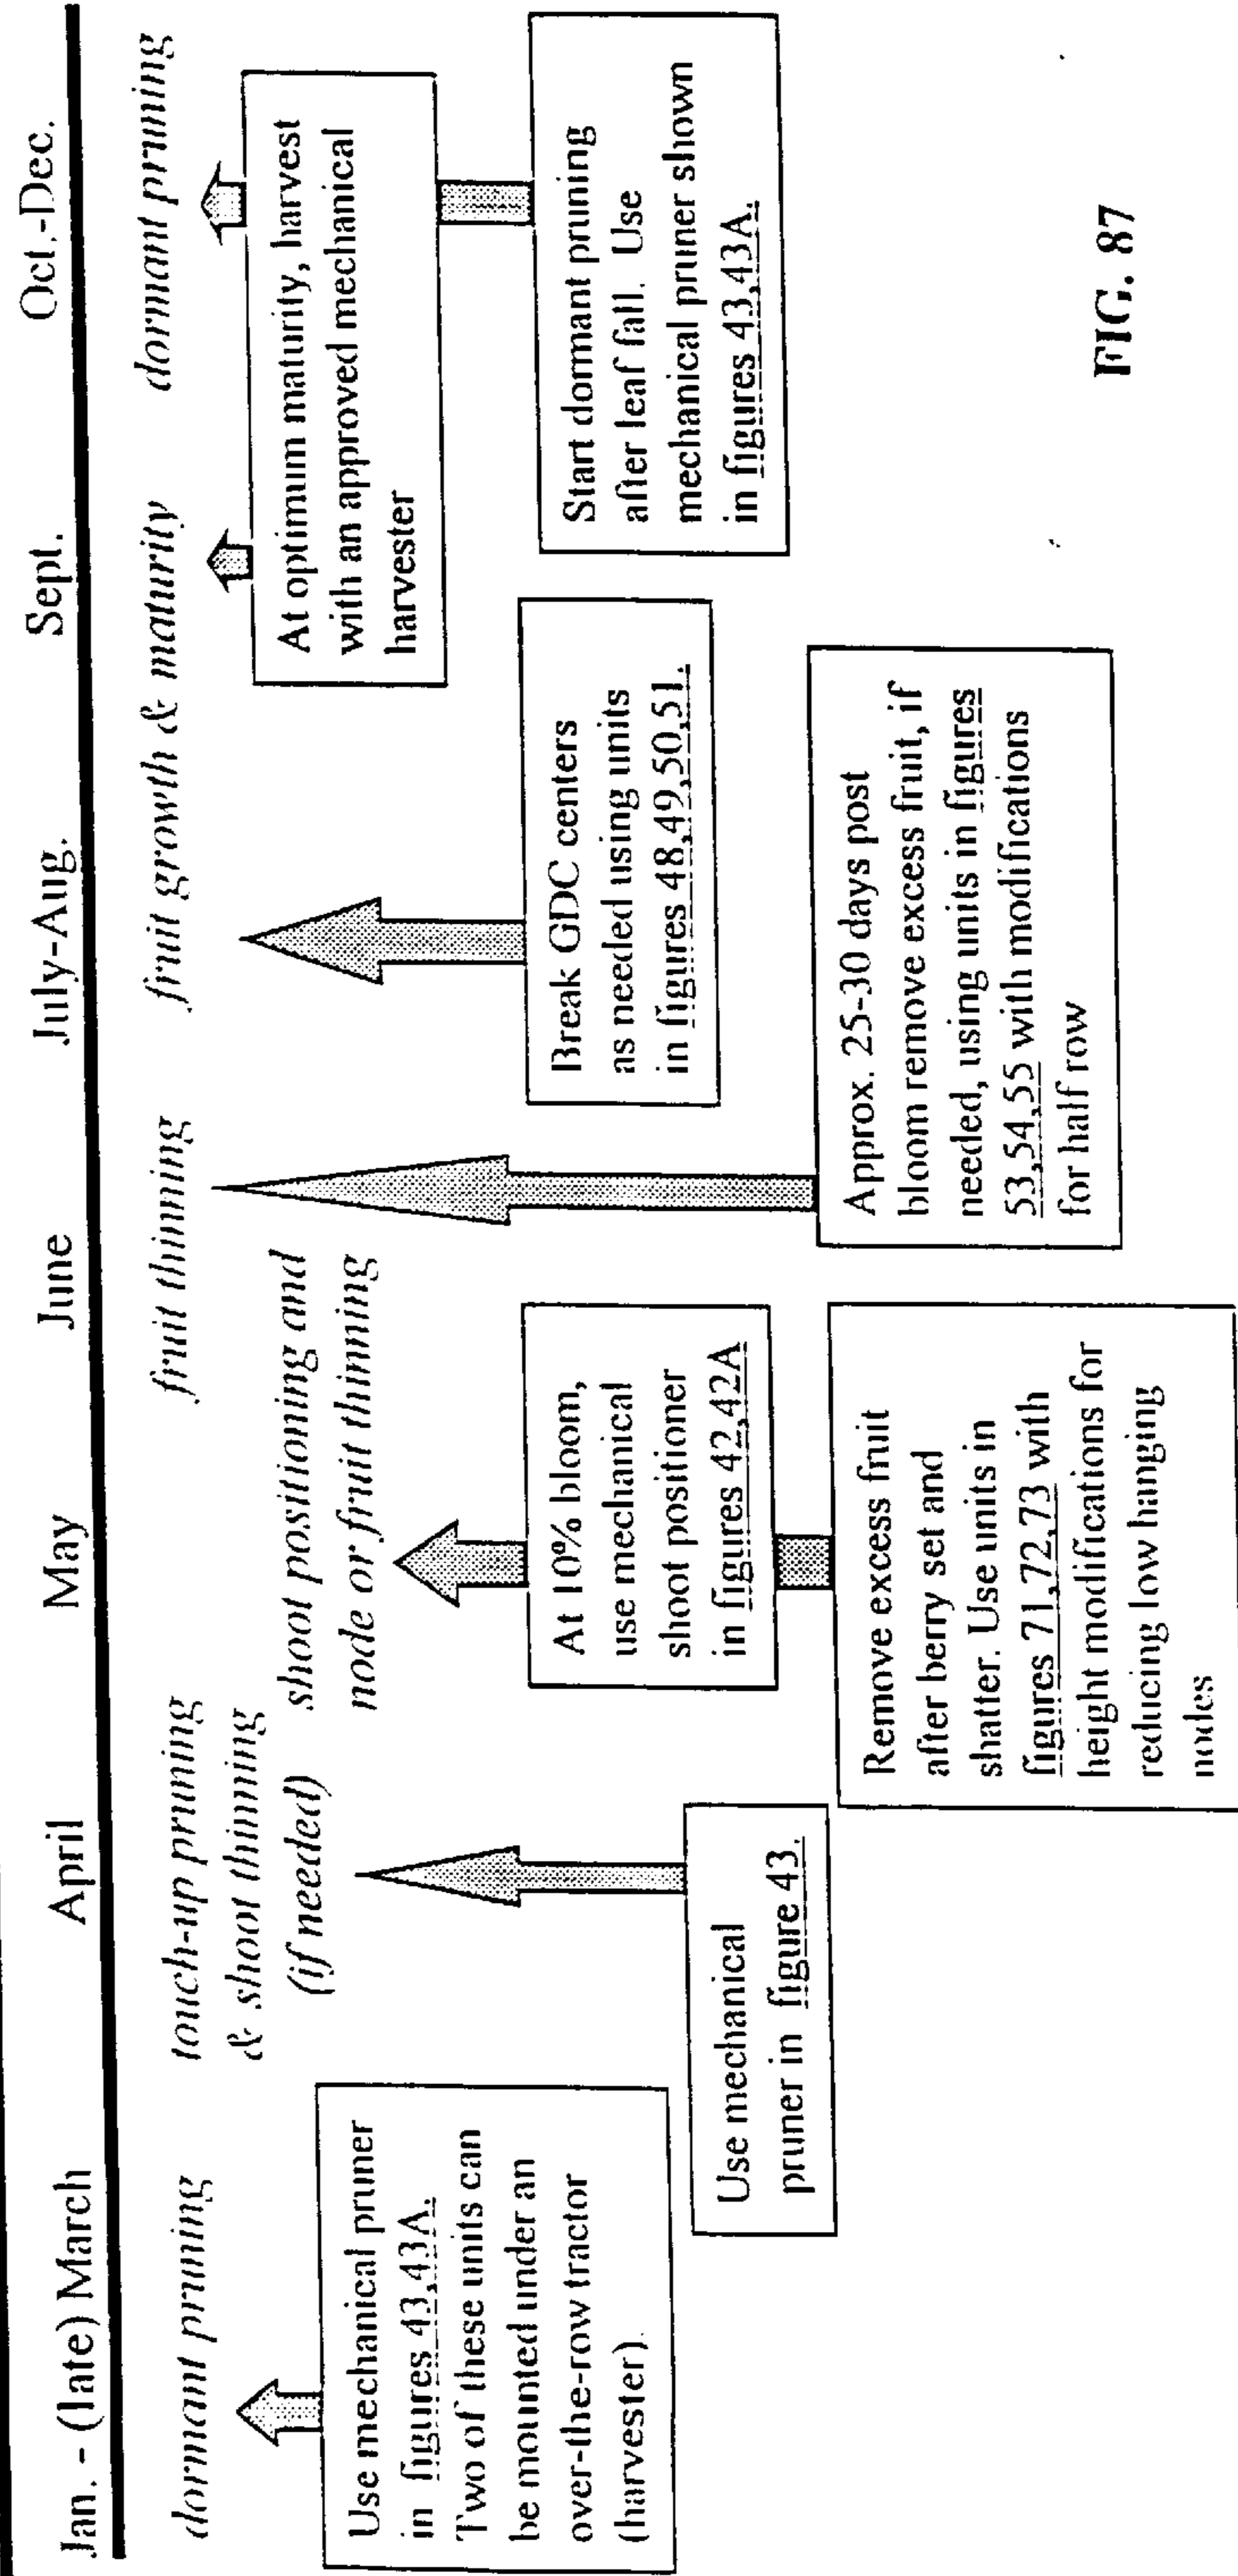 Jan. - (late) March
April
May
June
July-Aug.
Sept.
Oct.-Dec.
dormant pruning
touch-up pruning
& shoot thinning
(if needed)
shoot positioning and
node or fruit thinning
fruit thinning
fruit growth & maturity
dormant pruning
Use mechanical pruner
in figures 43,43A.
Two of these units can
be mounted under an
over-the-row tractor
(harvester).
Use mechanical
pruner in figure 43.
At 10% bloom,
use mechanical
shoot positioner
in figures 42,42A
Remove excess fruit
after berry set and
shatter. Use units in
figures 71,72,73 with
height modifications for
reducing low hanging
nodes
Approx. 25-30 days post
bloom remove excess fruit, if
needed, using units in figures
53,54,55 with modifications
for half row
Break GDC centers
as needed using units
in figures 48,49,50,51.
At optimum maturity, harvest
with an approved mechanical
harvester
Start dormant pruning
after leaf fall. Use
mechanical pruner shown
in figures 43,43A.
FIG. 87